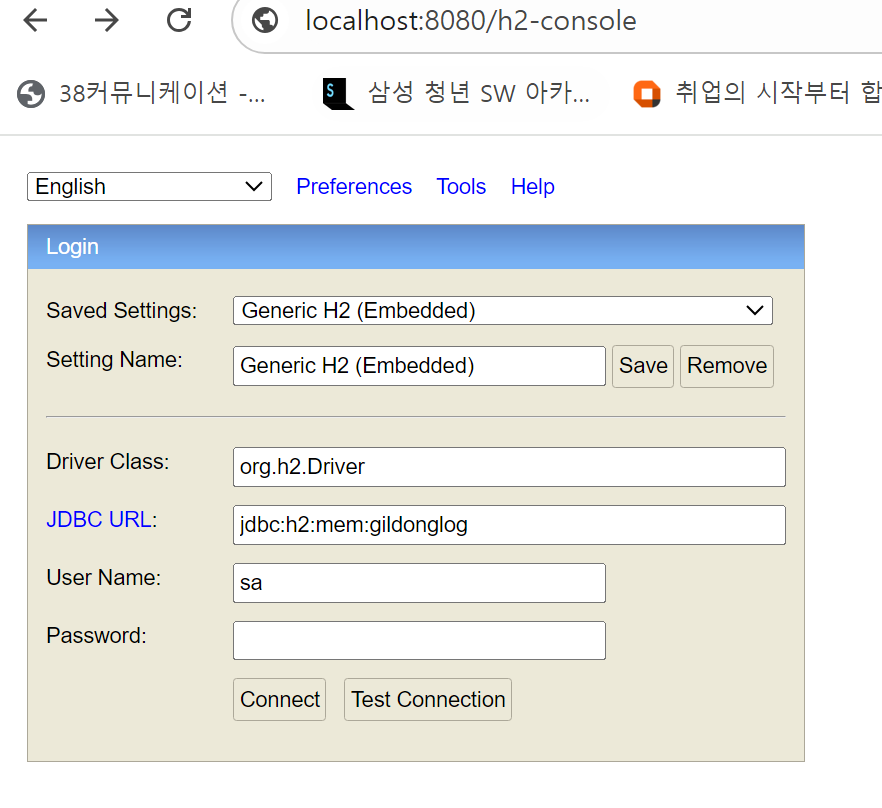 localhost:8080/h2-console
38커뮤니케이션 -... 삼성 청년 SW 아카... 취업의 시작부터 합
English Preferences Tools Help
Login
Saved Settings: Generic H2 (Embedded)
Setting Name: Generic H2 (Embedded) Save Remove
Driver Class: org.h2.Driver
JDBC URL: jdbc:h2:mem:gildonglog
User Name: sa
Password:
Connect Test Connection